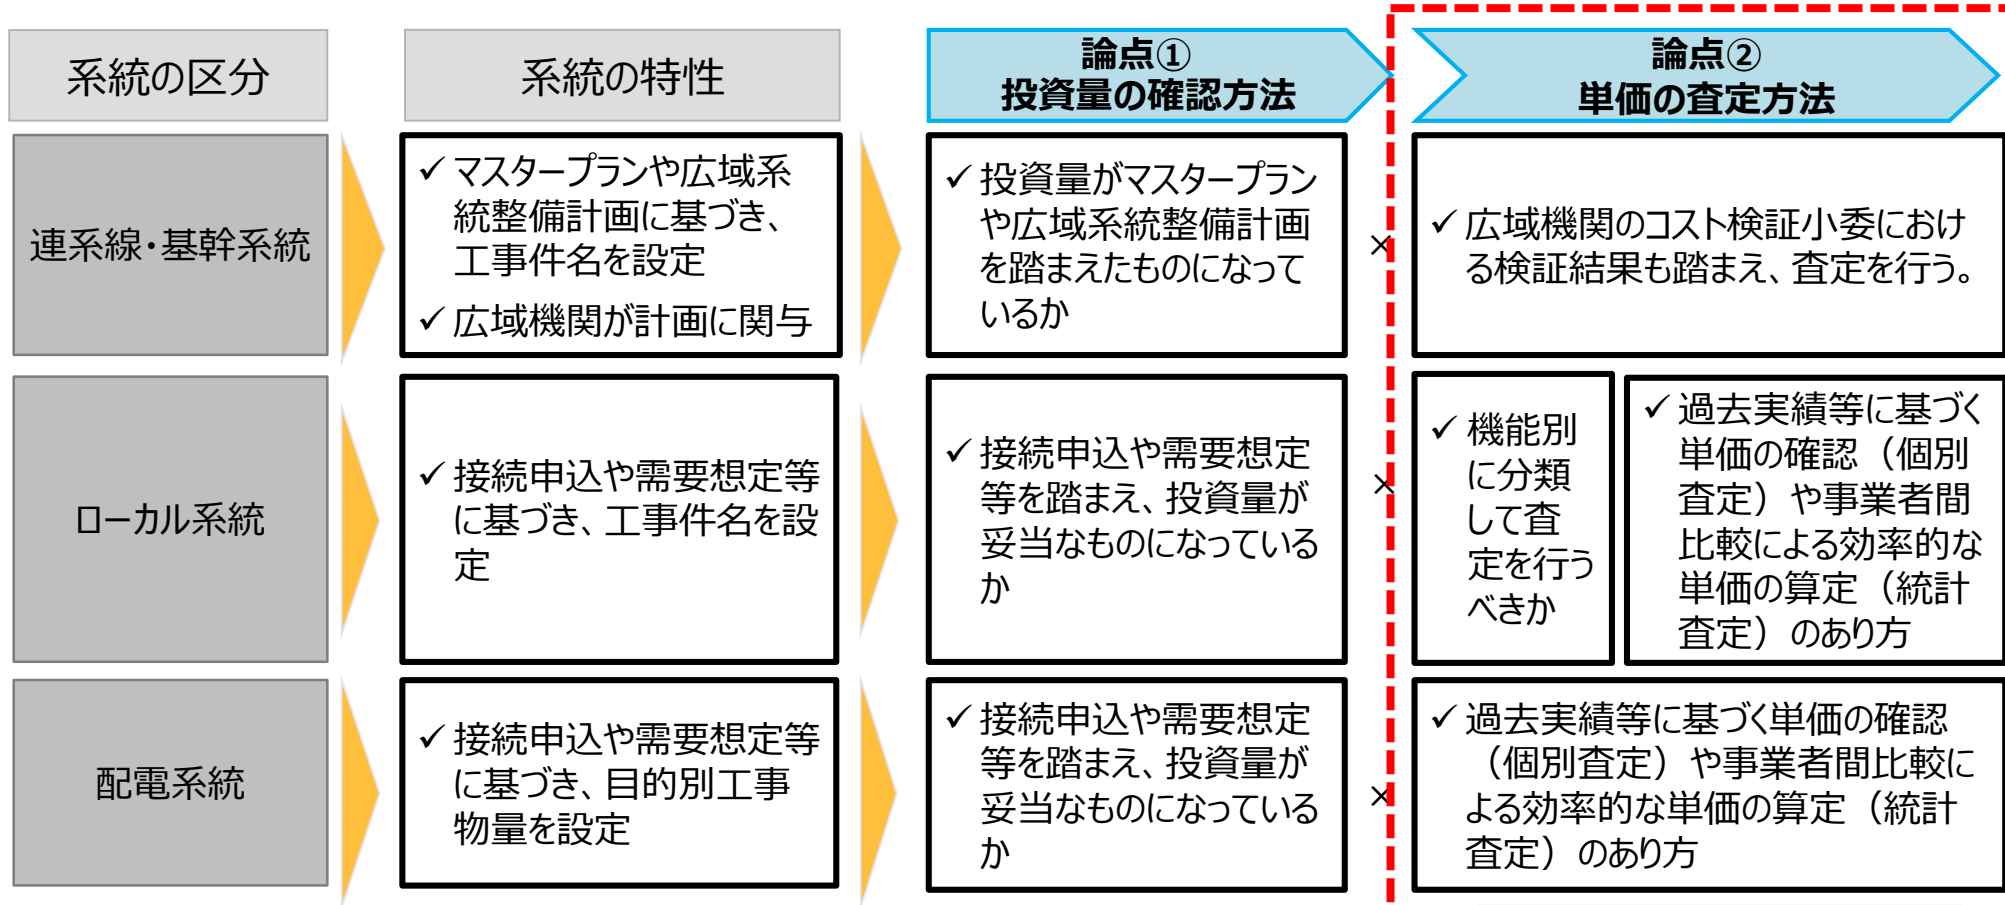 系統の区分
系統の特性
論点①
投資量の確認方法
論点②
単価の査定方法
連系線・基幹系統
✓ マスタープランや広域系
統整備計画に基づき、
工事件名を設定
✓ 広域機関が計画に関与
✓ 投資量がマスタープラン
や広域系統整備計画
を踏まえたものになって
いるか
×
✓ 広域機関のコスト検証小委におけ
る検証結果も踏まえ、査定を行う。
ローカル系統
✓ 接続申込や需要想定等
に基づき、工事件名を設
定
✓ 接続申込や需要想定
等を踏まえ、投資量が
妥当なものになっている
か
×
✓ 機能別
に分類
して査
定を行う
べきか
✓ 過去実績等に基づく
単価の確認（個別
査定）や事業者間
比較による効率的な
単価の算定（統計
査定）のあり方
配電系統
✓ 接続申込や需要想定等
に基づき、目的別工事
物量を設定
✓ 接続申込や需要想定
等を踏まえ、投資量が
妥当なものになっている
か
×
✓ 過去実績等に基づく単価の確認
（個別査定）や事業者間比較に
よる効率的な単価の算定（統計
査定）のあり方